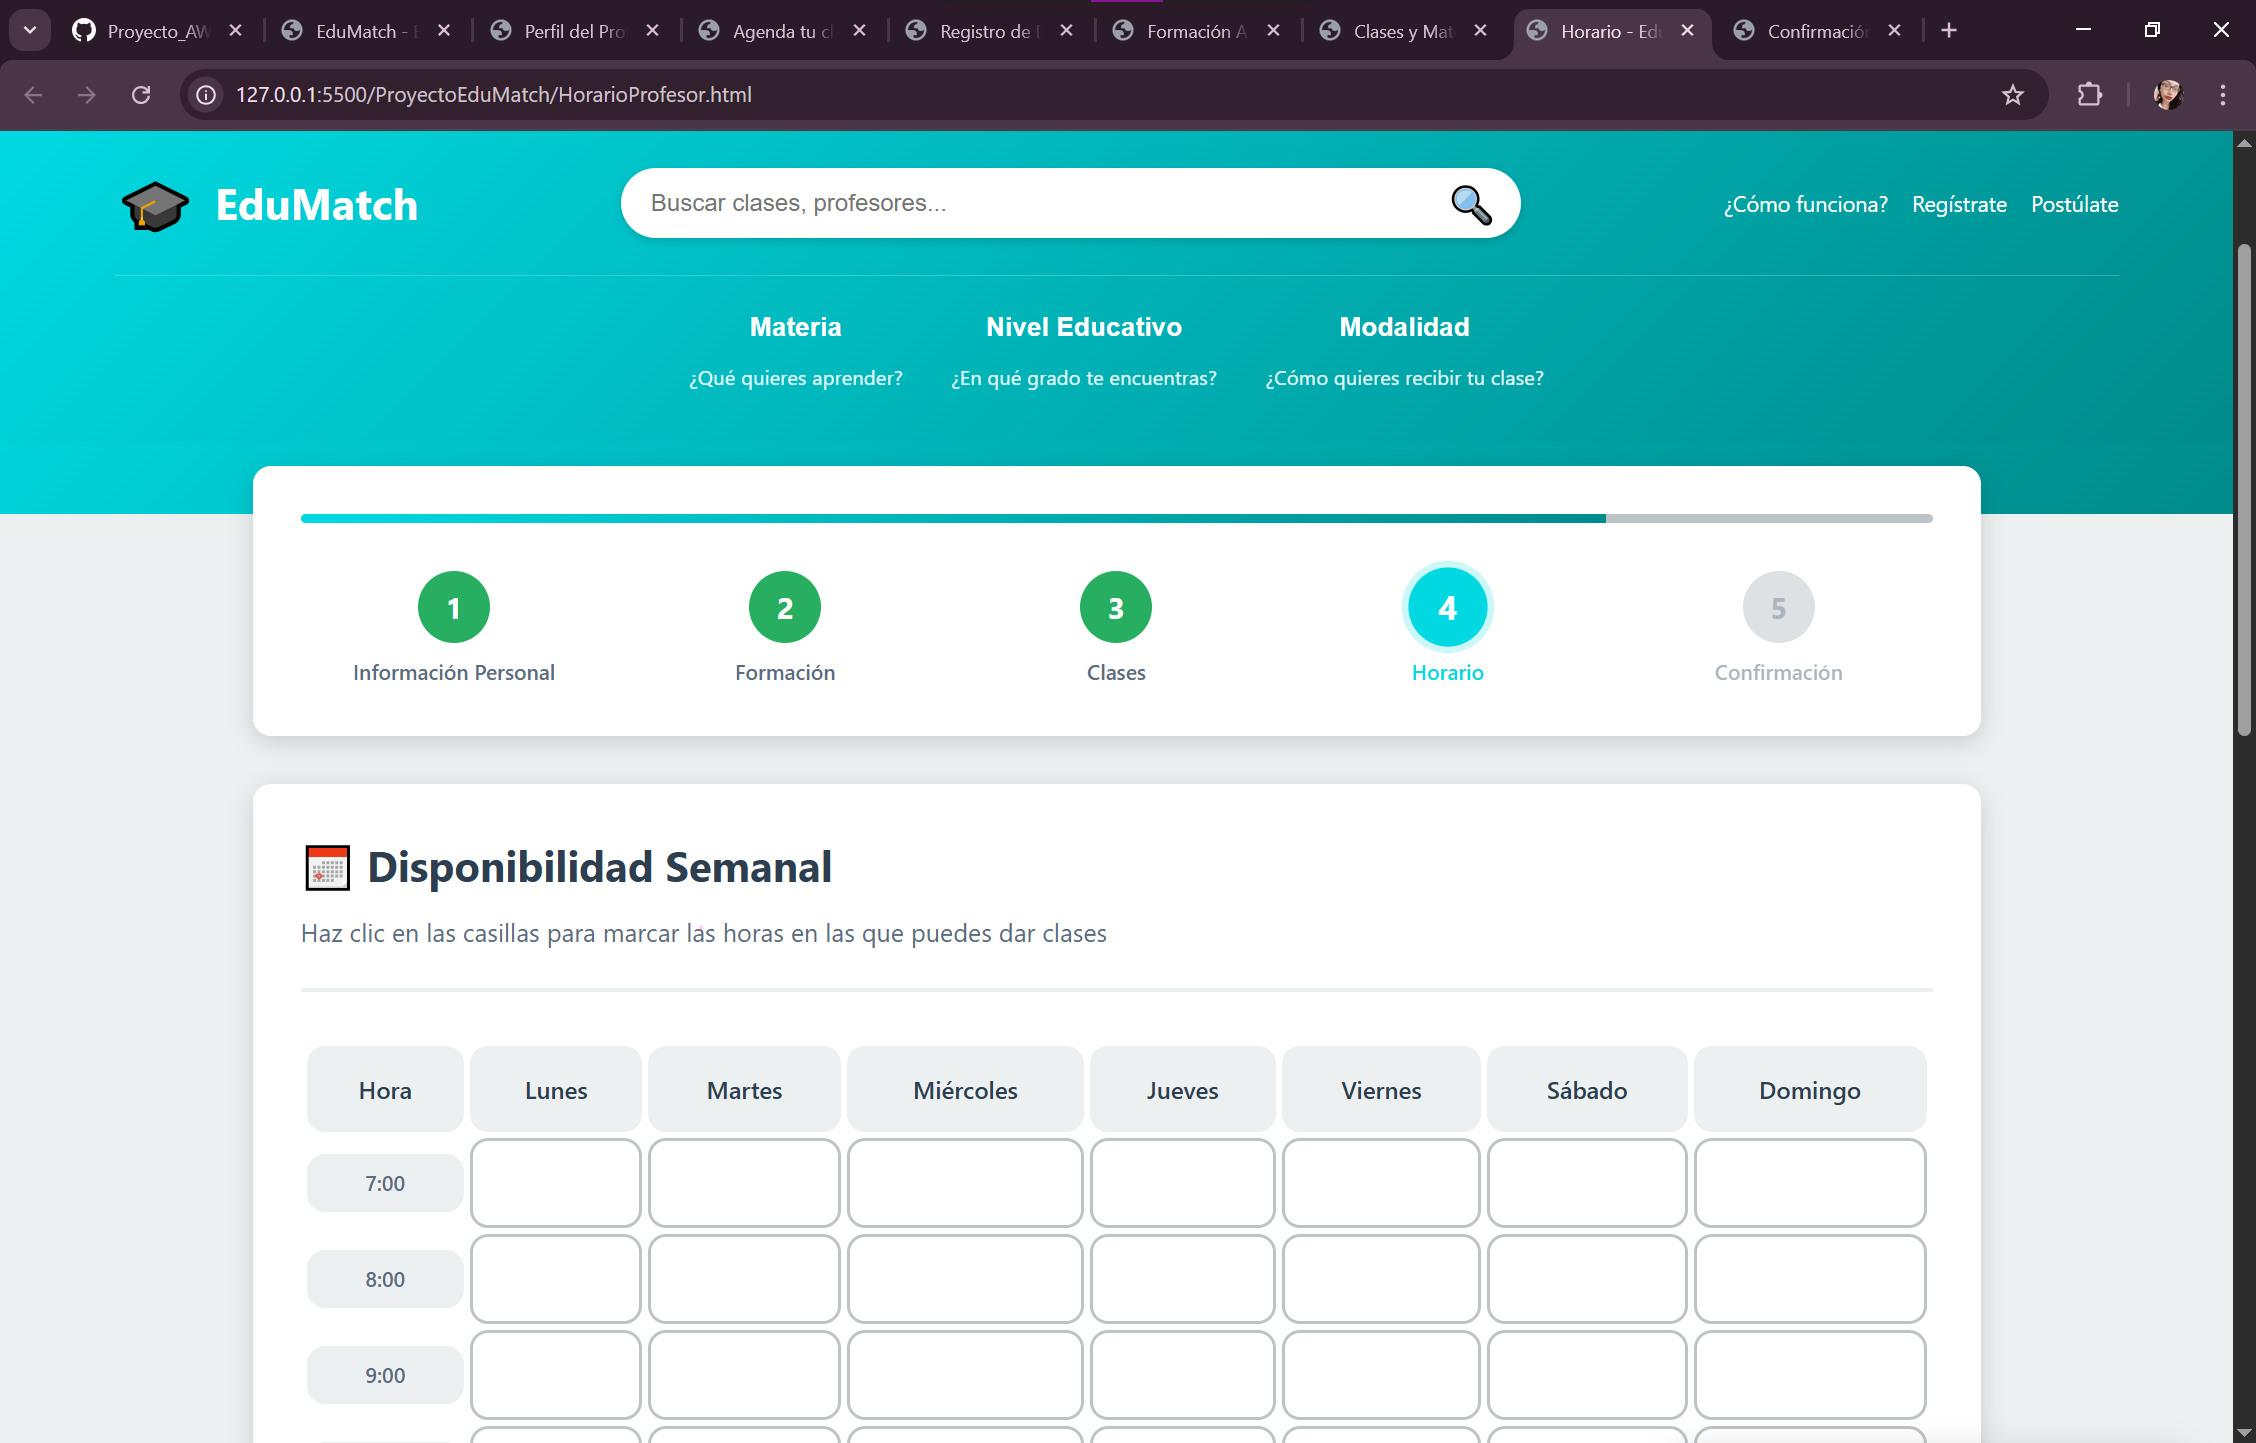 Proyecto_AW
EduMatch - E
Perfil del Pro
Agenda tu cl
Registro de
Formación A
Clases y Mat
Horario - Edu
Confirmación
127.0.0.1:5500/ProyectoEduMatch/HorarioProfesor.html
EduMatch
Buscar clases, profesores...
¿Cómo funciona? Regístrate Postúlate
Materia Nivel Educativo Modalidad
¿Qué quieres aprender? ¿En qué grado te encuentras? ¿Cómo quieres recibir tu clase?
1 2 3 4 5
Información Personal Formación Clases Horario Confirmación
Disponibilidad Semanal
Haz clic en las casillas para marcar las horas en las que puedes dar clases
Hora Lunes Martes Miércoles Jueves Viernes Sábado Domingo
7:00
8:00
9:00